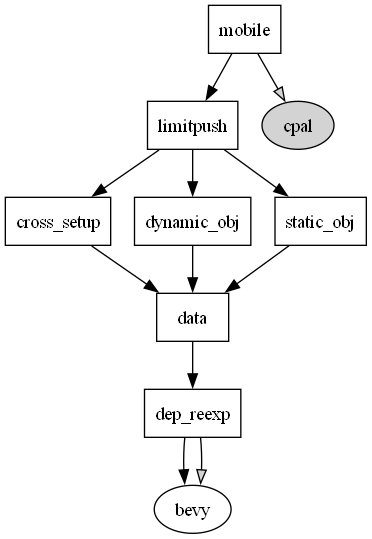 mobile
limitpush
cpal
cross_setup
dynamic_obj
static_obj
data
dep_reexp
bevy